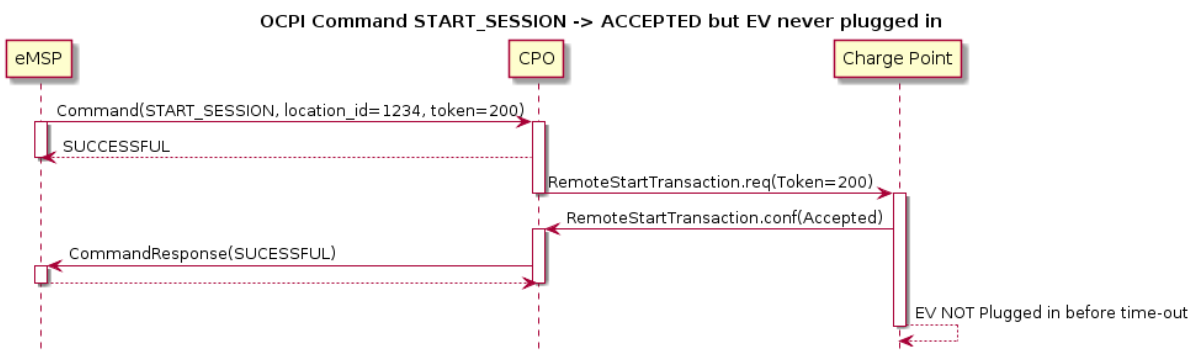 OCPI Command START_SESSION -> ACCEPTED but EV never plugged in
eMSP
CPO
Charge Point
Command(START_SESSION, location_id=1234, token=200)
SUCCESSFUL
RemoteStartTransaction.req(Token=200)
RemoteStartTransaction.conf(Accepted)
CommandResponse(SUCESSFUL)
EV NOT Plugged in before time-out